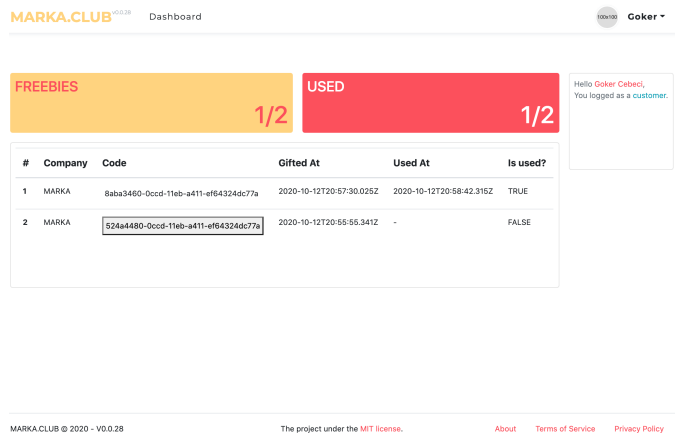 MARKA.CLUB v0.0.28 Dashboard 100x100 Goker
FREEBIES
1/2
USED
1/2
Hello Goker Cebeci,
You logged as a customer.
# Company Code Gifted At Used At Is used?
1 MARKA 8aba3460-0ccd-11eb-a411-ef64324dc77a 2020-10-12T20:57:30.025Z 2020-10-12T20:58:42.315Z TRUE
2 MARKA 524a4480-0ccd-11eb-a411-ef64324dc77a 2020-10-12T20:55:55.341Z - FALSE
MARKA.CLUB © 2020 - V0.0.28 The project under the MIT license. About Terms of Service Privacy Policy